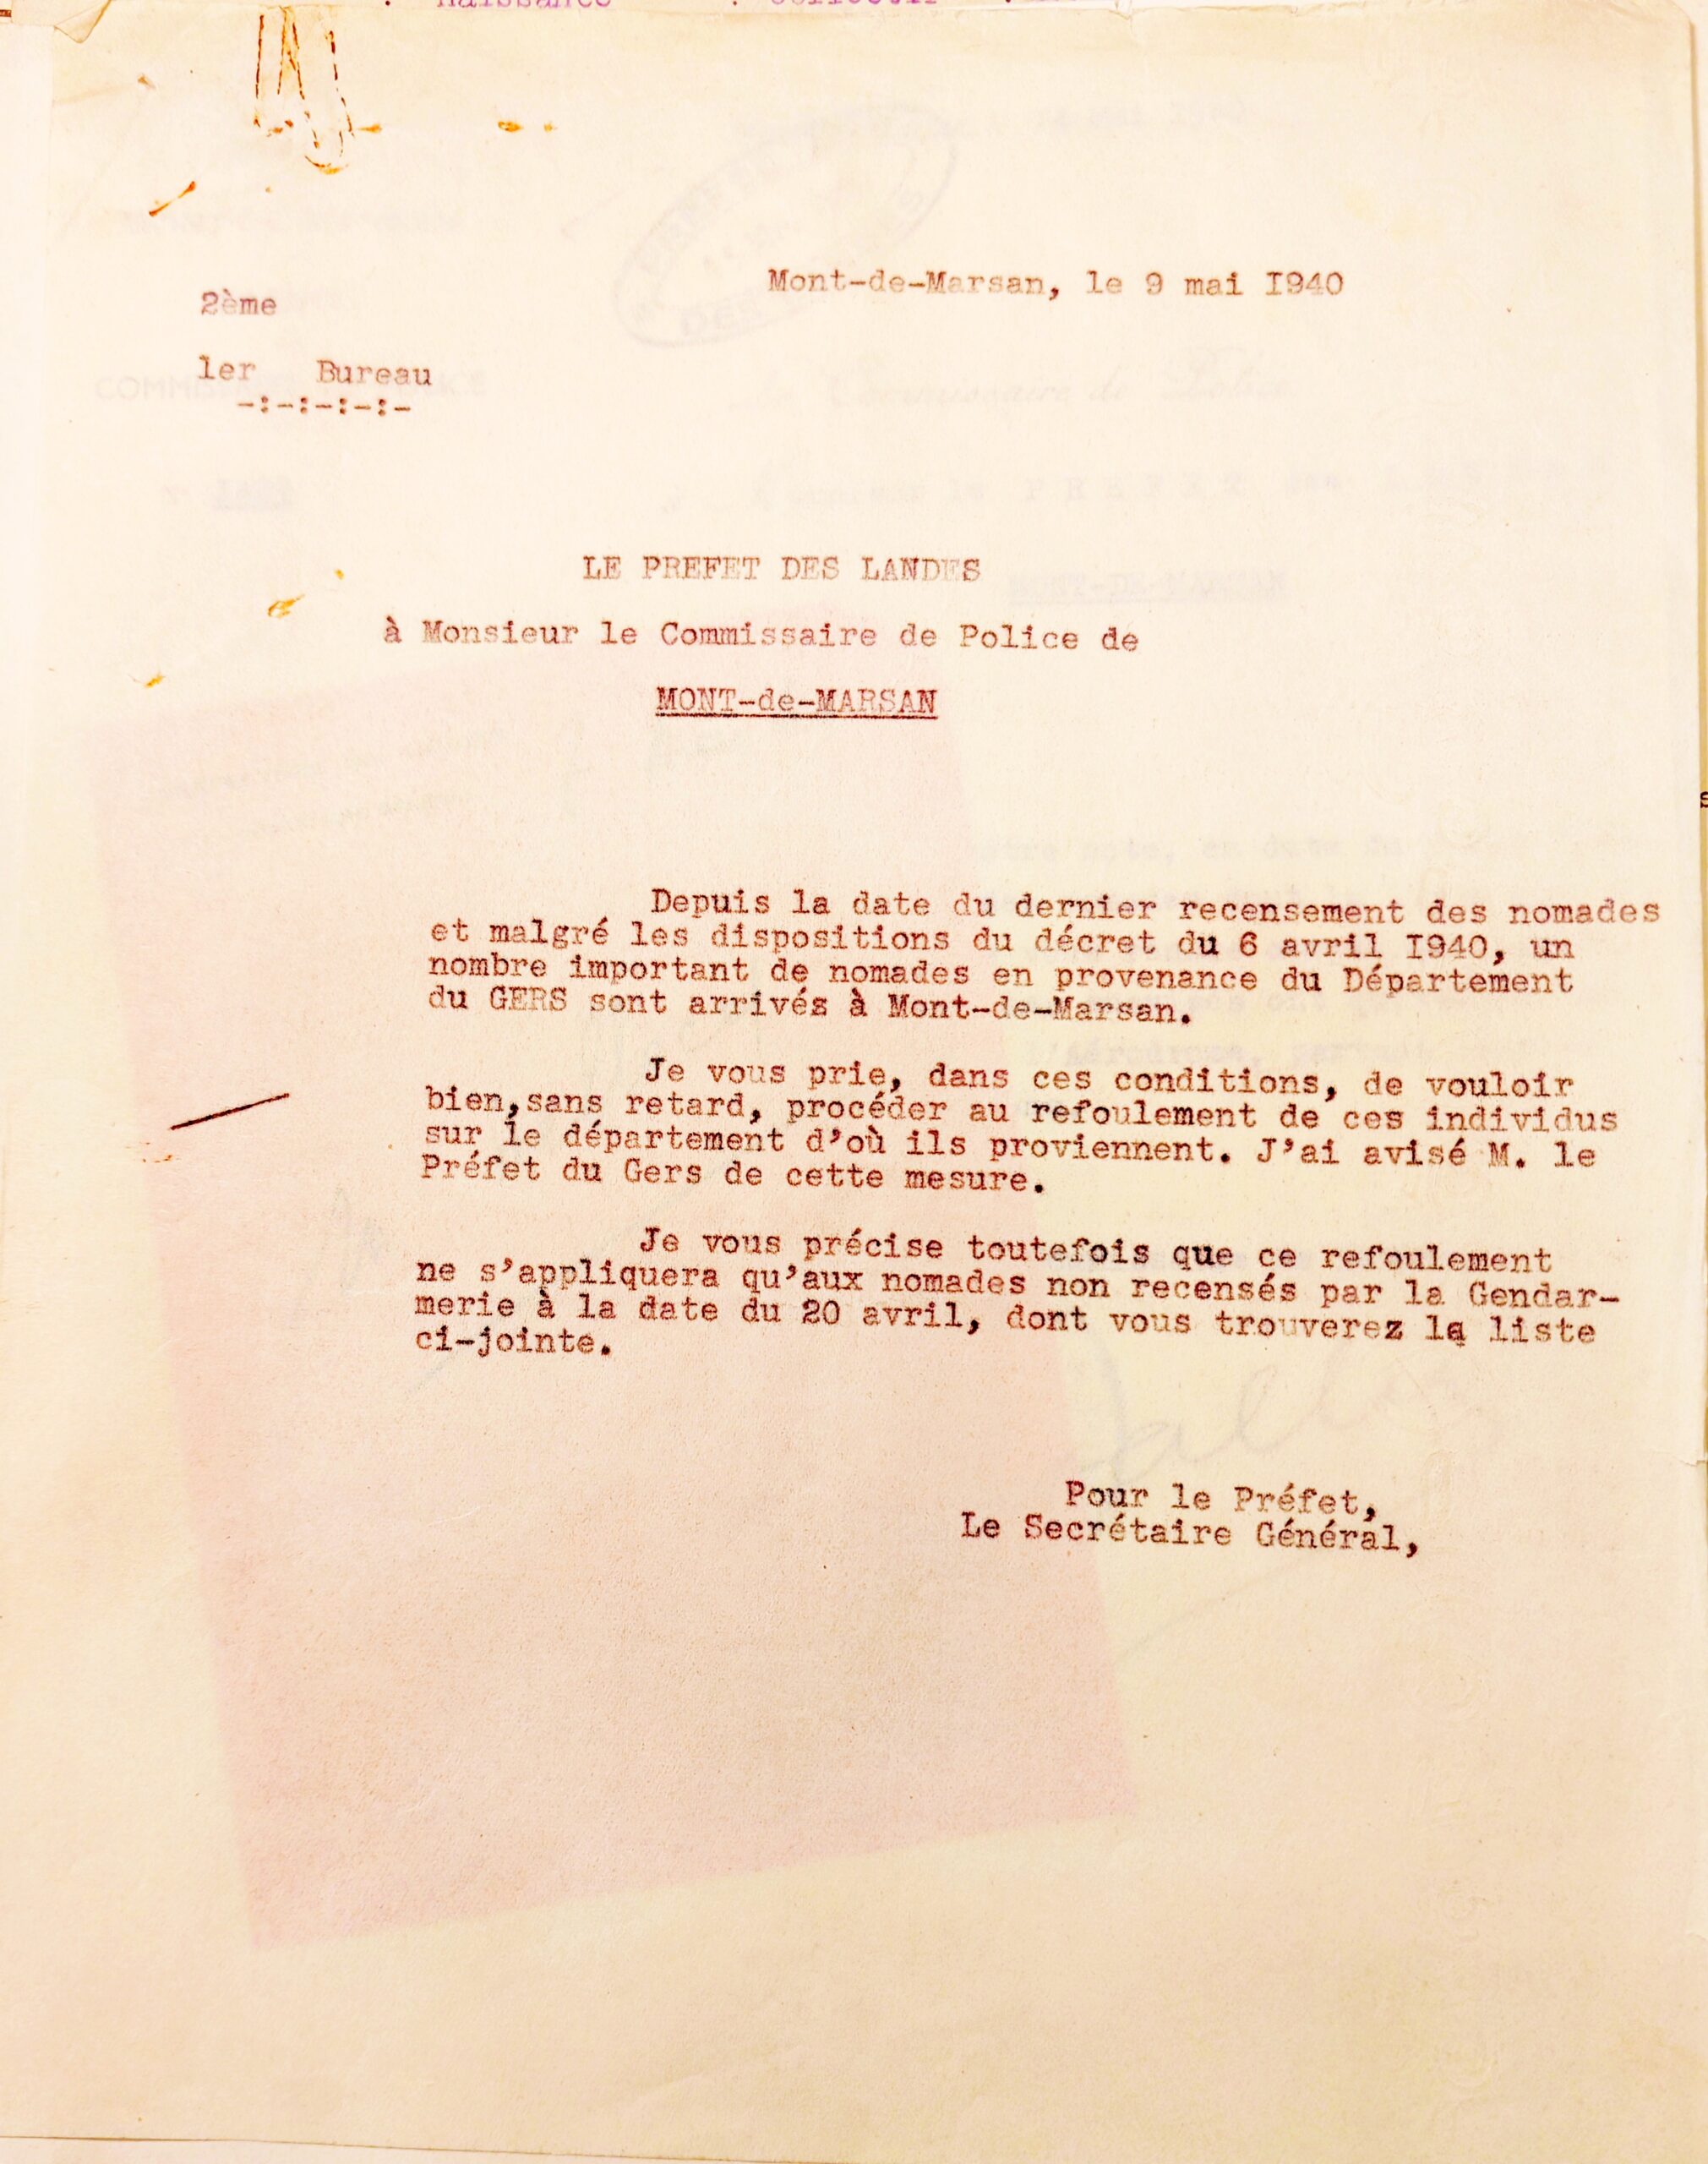 Naissance Collectif
Mont-de-Marsan, le 9 mai I940
2ème
1er Bureau
-:-:-:-:-
LE PREFET DES LANDES
à Monsieur le Commissaire de Police de
MONT-de-MARSAN
Depuis la date du dernier recensement des nomades
et malgré les dispositions du décret du 6 avril I940, un
nombre important de nomades en provenance du Département
du GERS sont arrivés à Mont-de-Marsan.
Je vous prie, dans ces conditions, de vouloir
bien,sans retard, procéder au refoulement de ces individus
sur le département d'où ils proviennent. J'ai avisé M. le
Préfet du Gers de cette mesure.
Je vous précise toutefois que ce refoulement
ne s'appliquera qu'aux nomades non recensés par la Gendar-
merie à la date du 20 avril, dont vous trouverez la liste
ci-jointe.
Pour le Préfet,
Le Secrétaire Général,